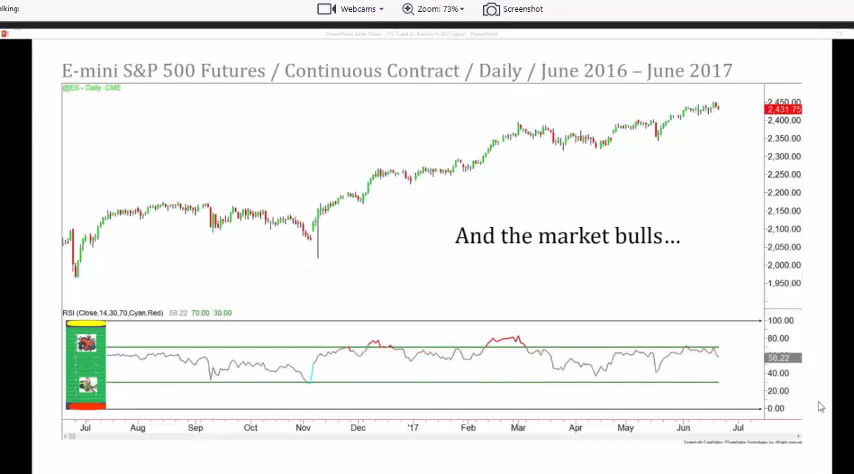 alking:
Webcams
Zoom: 73%
Screenshot
E-mini S&P 500 Futures / Continuous Contract / Daily / June 2016 – June 2017
@ES - Daily CME
2,450.00
2,431.75
2,400.00
2,350.00
2,300.00
2,250.00
2,200.00
2,150.00
2,100.00
2,050.00
2,000.00
1,950.00
And the market bulls…
RSI (Close,14,30,70,Cyan,Red) 58.22 70.00 30.00
100.00
80.00
58.22
40.00
20.00
0.00
Jul Aug Sep Oct Nov Dec '17 Feb Mar Apr May Jun Jul